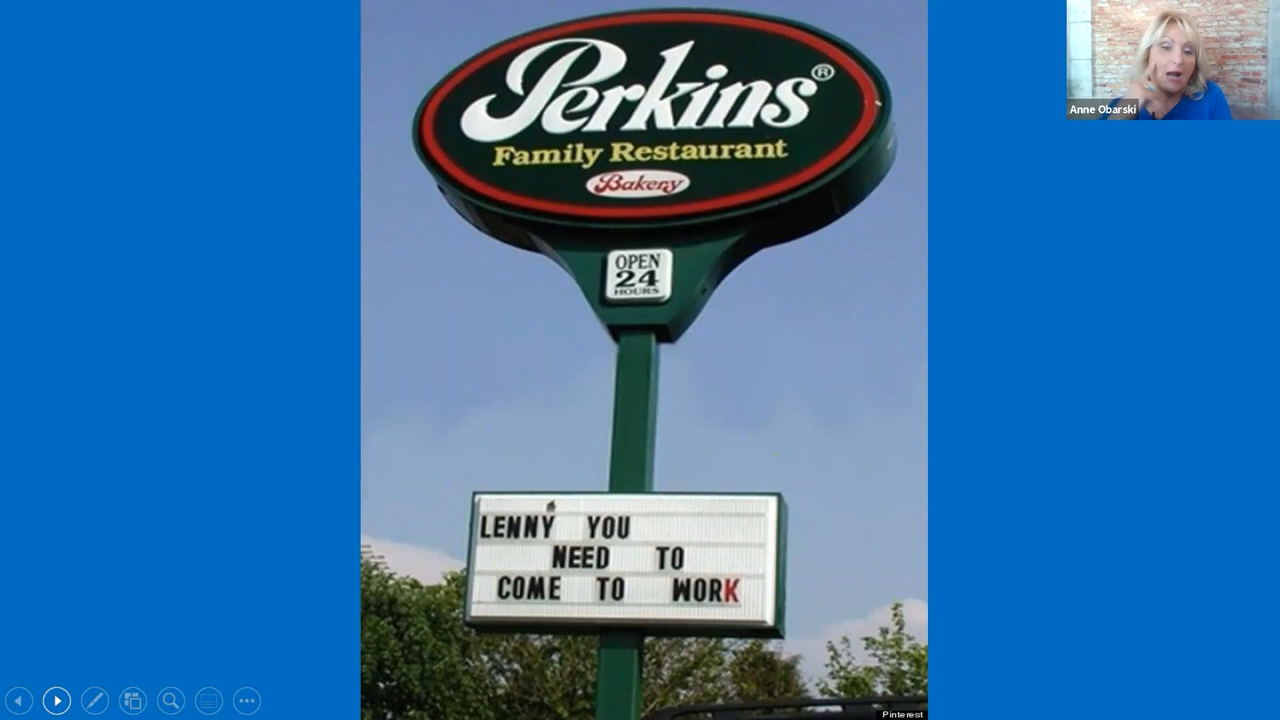 Perkins®
Family Restaurant
Bakery
OPEN
24
HOURS
LENNY YOU
NEED TO
COME TO WORK
Pinterest
Anne Obarski